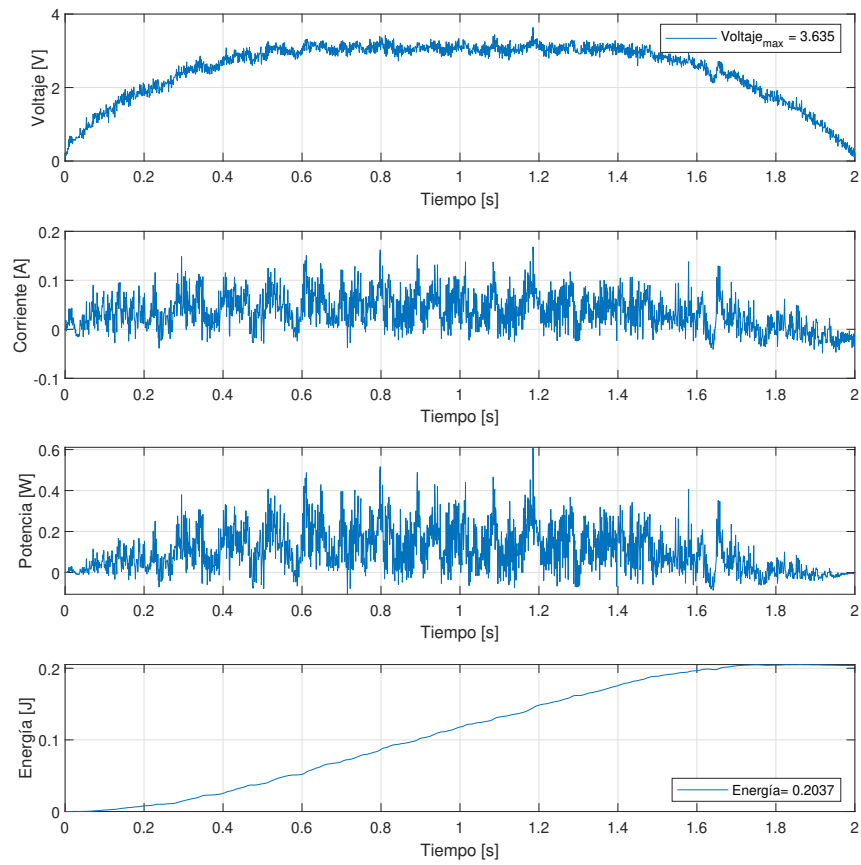 Voltaje [V]
4
2
0
Voltaje_max = 3.635
0 0.2 0.4 0.6 0.8 1 1.2 1.4 1.6 1.8 2
Tiempo [s]
Corriente [A]
0.2
0.1
0
-0.1
0 0.2 0.4 0.6 0.8 1 1.2 1.4 1.6 1.8 2
Tiempo [s]
Potencia [W]
0.6
0.4
0.2
0
0 0.2 0.4 0.6 0.8 1 1.2 1.4 1.6 1.8 2
Tiempo [s]
Energía [J]
0.2
0.1
0
Energía= 0.2037
0 0.2 0.4 0.6 0.8 1 1.2 1.4 1.6 1.8 2
Tiempo [s]